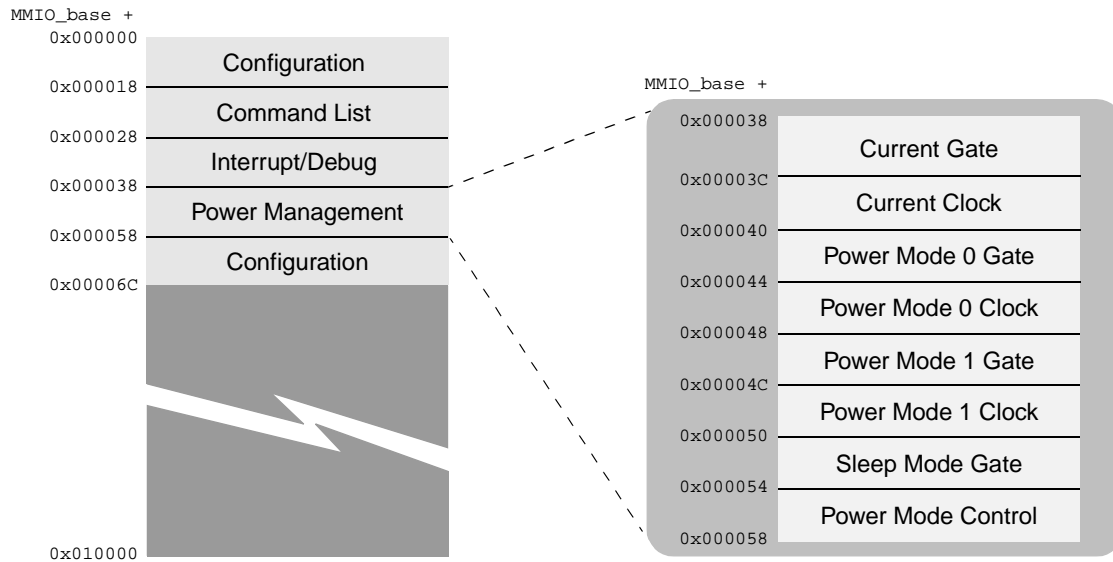 MMIO_base +
0x000000
Configuration
0x000018
Command List
0x000028
Interrupt/Debug
0x000038
Power Management
0x000058
Configuration
0x00006C
0x010000
MMIO_base +
0x000038
Current Gate
0x00003C
Current Clock
0x000040
Power Mode 0 Gate
0x000044
Power Mode 0 Clock
0x000048
Power Mode 1 Gate
0x00004C
Power Mode 1 Clock
0x000050
Sleep Mode Gate
0x000054
Power Mode Control
0x000058